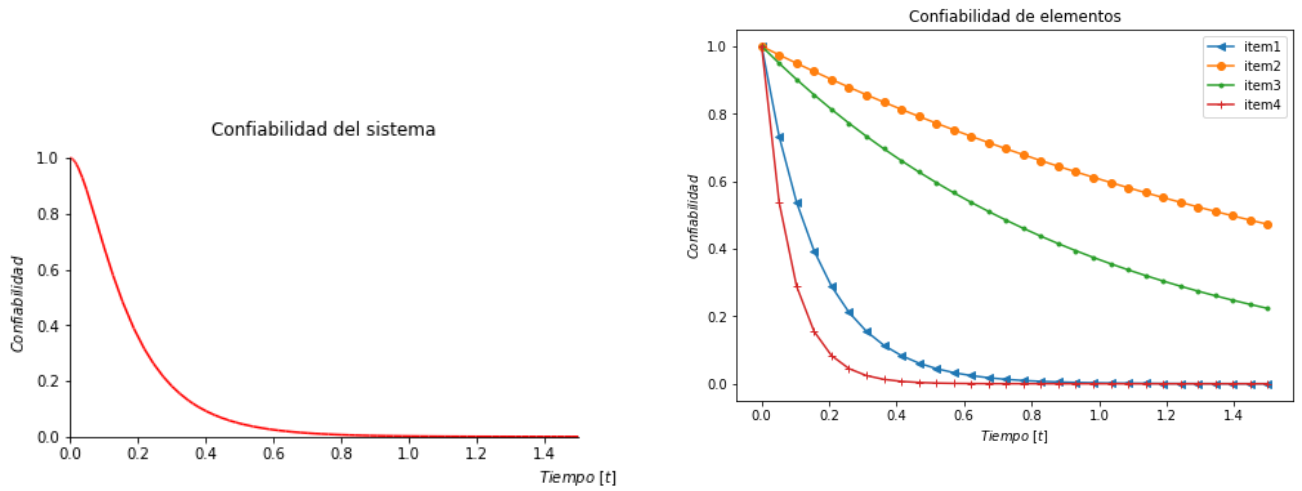 Confiabilidad del sistema
Confiabilidad
1.0
0.8
0.6
0.4
0.2
0.0
0.0 0.2 0.4 0.6 0.8 1.0 1.2 1.4
Tiempo [t]
Confiabilidad de elementos
Confiabilidad
1.0
0.8
0.6
0.4
0.2
0.0
item1
item2
item3
item4
0.0 0.2 0.4 0.6 0.8 1.0 1.2 1.4
Tiempo [t]